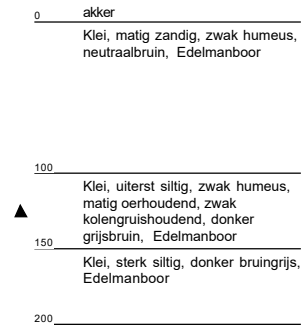 0 akker
Klei, matig zandig, zwak humeus,
neutraalbruin, Edelmanboor
100
Klei, uiterst siltig, zwak humeus,
matig oerhoudend, zwak
kolengruishoudend, donker
grijsbruin, Edelmanboor
150
Klei, sterk siltig, donker bruingrijs,
Edelmanboor
200